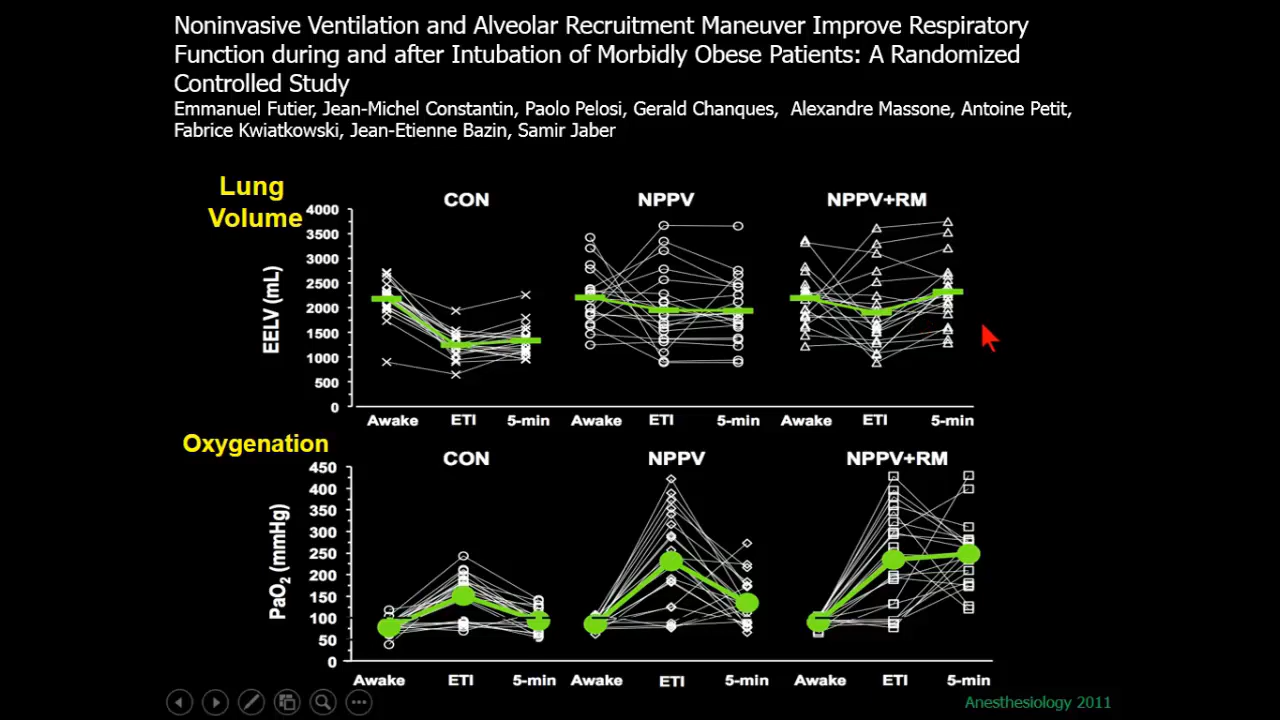 Noninvasive Ventilation and Alveolar Recruitment Maneuver Improve Respiratory
Function during and after Intubation of Morbidly Obese Patients: A Randomized
Controlled Study
Emmanuel Futier, Jean-Michel Constantin, Paolo Pelosi, Gerald Chanques, Alexandre Massone, Antoine Petit,
Fabrice Kwiatkowski, Jean-Etienne Bazin, Samir Jaber
Lung
Volume
CON
NPPV
NPPV+RM
EELV (mL)
4000
3500
3000
2500
2000
1500
1000
500
0
Awake ETI 5-min Awake ETI 5-min Awake ETI 5-min
Oxygenation
CON
NPPV
NPPV+RM
PaO2 (mmHg)
450
400
350
300
250
200
150
100
50
0
Awake ETI 5-min Awake ETI 5-min Awake ETI 5-min
Anesthesiology 2011